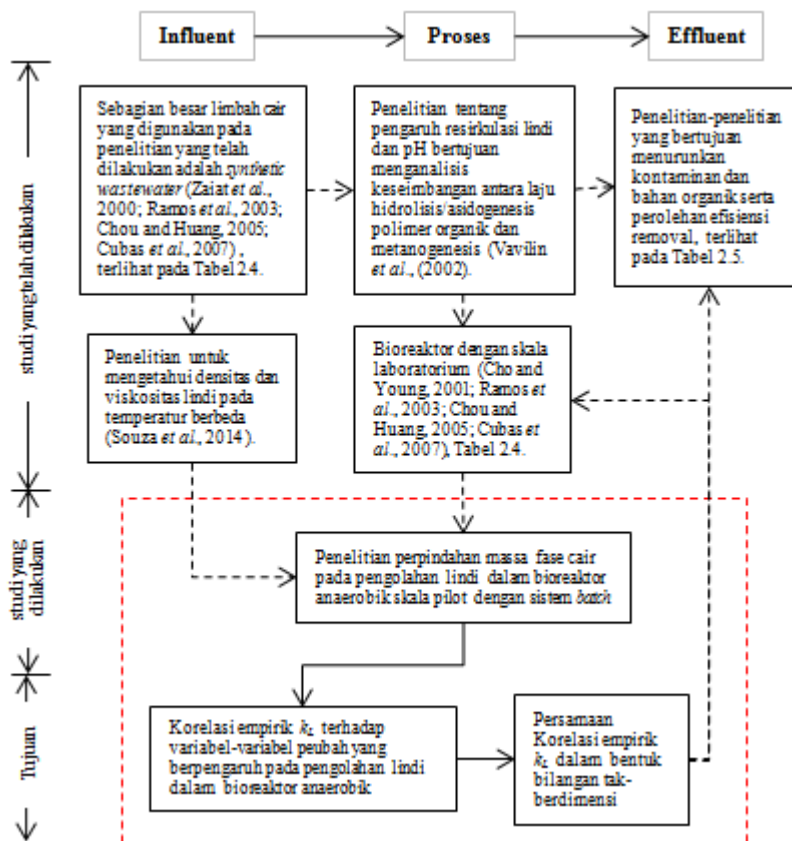 Influent
Proses
Effluent
studi yangtelah dilakukan
Sebagian besar limbah cair
yang digunakan pada
penelitian yang telah
dilakukan adalah synthetic
wastewater (Zaiat et al.,
2000; Ramos et al., 2003;
Chou and Huang, 2005;
Cubas et al., 2007) ,
terlihat pada Tabel 2.4.
Penelitian tentang
pengaruh resirkulasi lindi
dan pH bertujuan
menganalisis
keseimbangan antara laju
hidrolisis/asidogenesis
polimer organik dan
metanogenesis (Vavilin
et al., (2002).
Penelitian-penelitian
yang bertujuan
menurunkan
kontaminan dan
bahan organik serta
perolehan efisiensi
removal, terlihat
pada Tabel 2.5.
Penelitian untuk
mengetahui densitas dan
viskositas lindi pada
temperatur berbeda
(Souza et al., 2014).
Bioreaktor dengan skala
laboratorium (Cho and
Young, 2001; Ramos et
al., 2003; Chou and
Huang, 2005; Cubas et
al., 2007), Tabel 2.4.
studi yang
dilakukan
Penelitian perpindahan massa fase cair
pada pengolahan lindi dalam bioreaktor
anaerobik skala pilot dengan sistem batch
Tujuan
Korelasi empirik kL terhadap
variabel-variabel peubah yang
berpengaruh pada pengolahan lindi
dalam bioreaktor anaerobik
Persamaan
Korelasi empirik
kL dalam bentuk
bilangan tak-
berdimensi